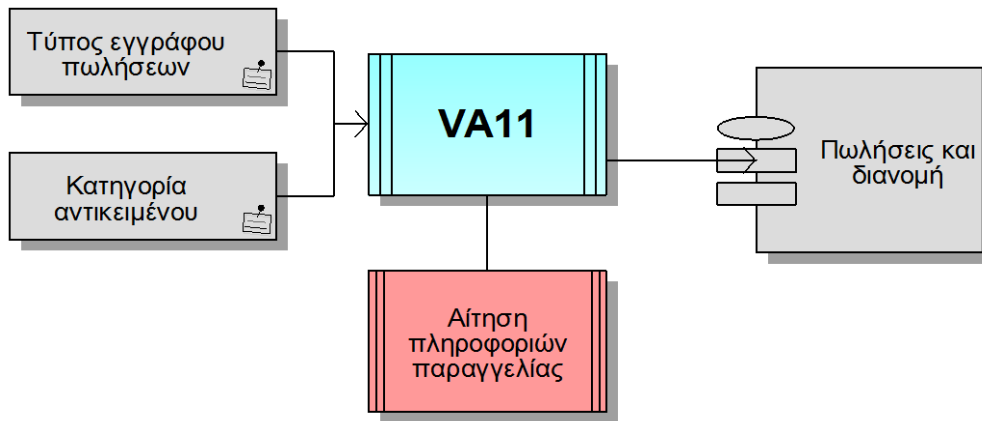 Τύπος εγγράφου
πωλήσεων
Κατηγορία
αντικειμένου
VA11
Αίτηση
πληροφοριών
παραγγελίας
Πωλήσεις και
διανομή